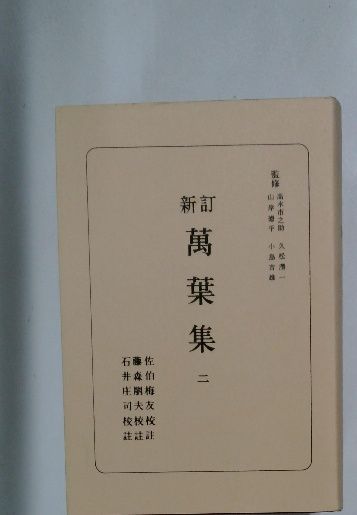 監修
高木市之助 久松潜一
山岸徳平 小島吉雄
新訂
萬葉集 二
佐伯梅友校註
藤森朋夫校註
石井庄司校註